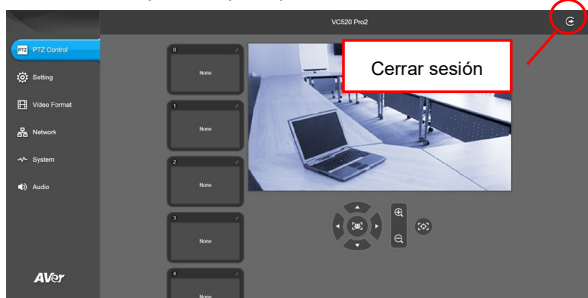 VC520 Pro2
Cerrar sesión
PTZ PTZ Control
Setting
Video Format
Network
System
Audio
0
None
1
None
2
None
3
None
4
None
AVer